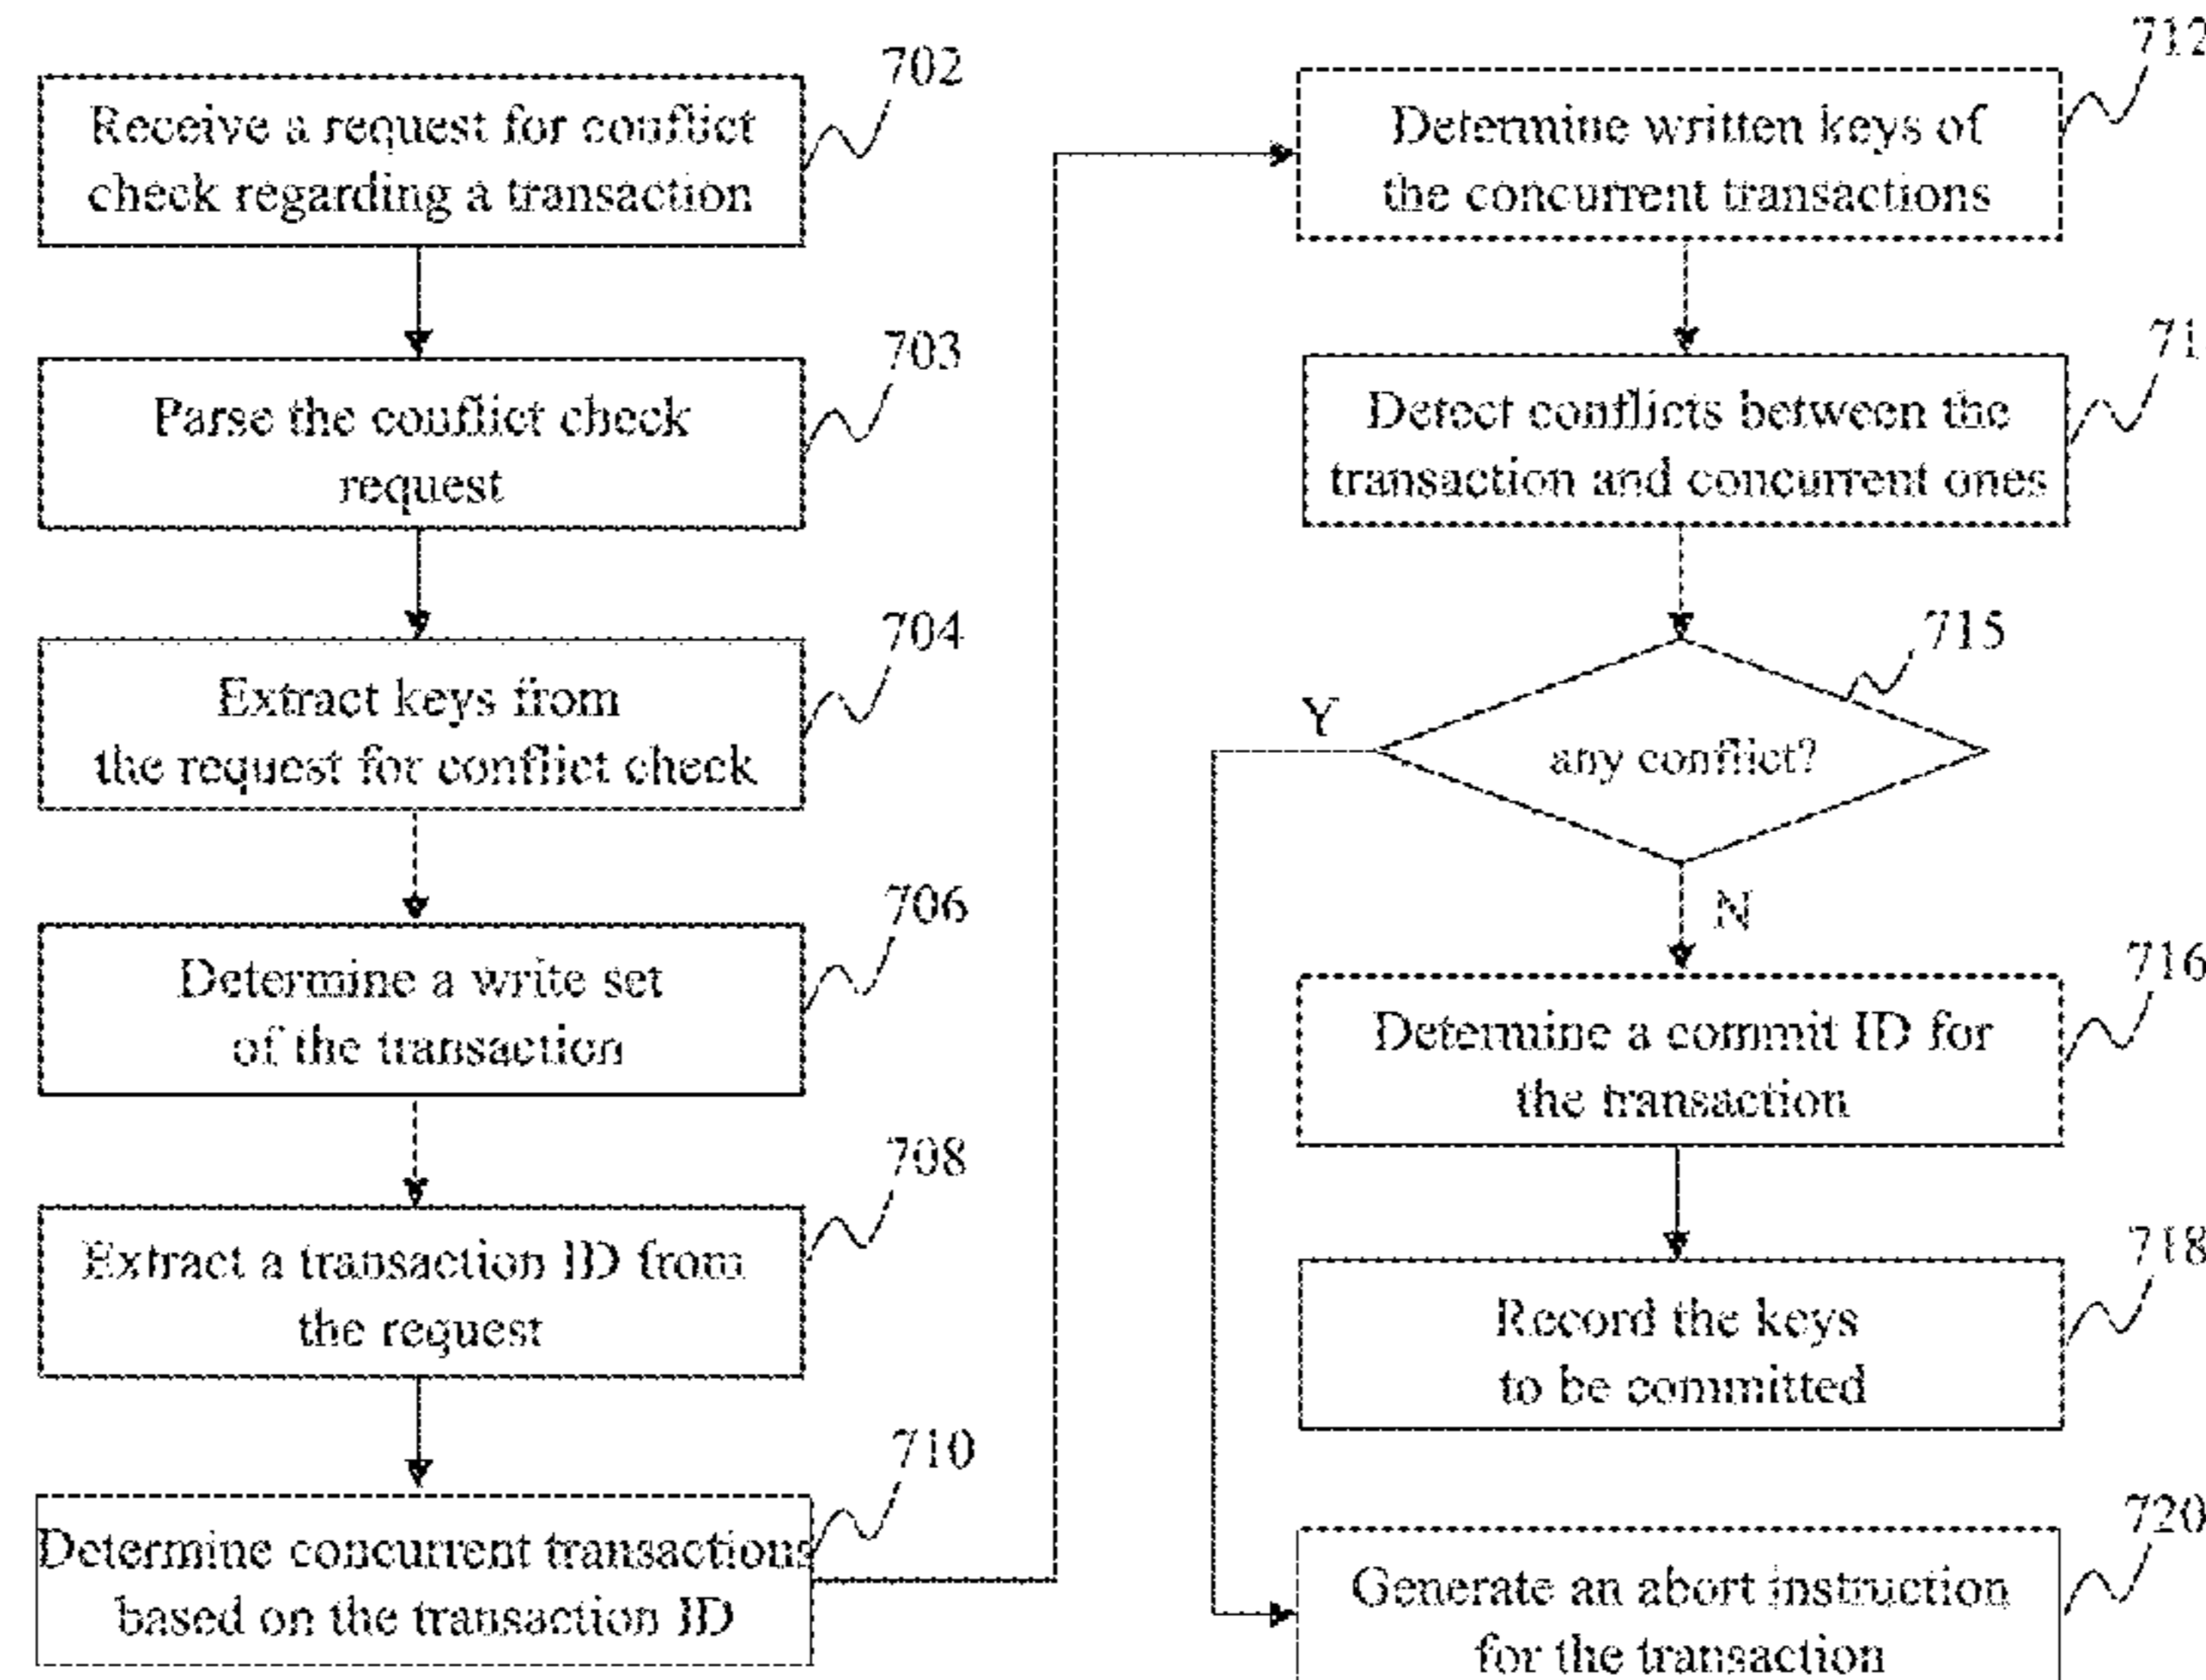 702
Receive a request for conflict
check regarding a transaction
703
Parse the conflict check
request
704
Extract keys from
the request for conflict check
706
Determine a write set
of the transaction
708
Extract a transaction ID from
the request
710
Determine concurrent transactions
based on the transaction ID
712
Determine written keys of
the concurrent transactions
Detect conflicts between the
transaction and concurrent ones
715
any conflict?
Y
N
716
Determine a commit ID for
the transaction
718
Record the keys
to be committed
720
Generate an abort instruction
for the transaction